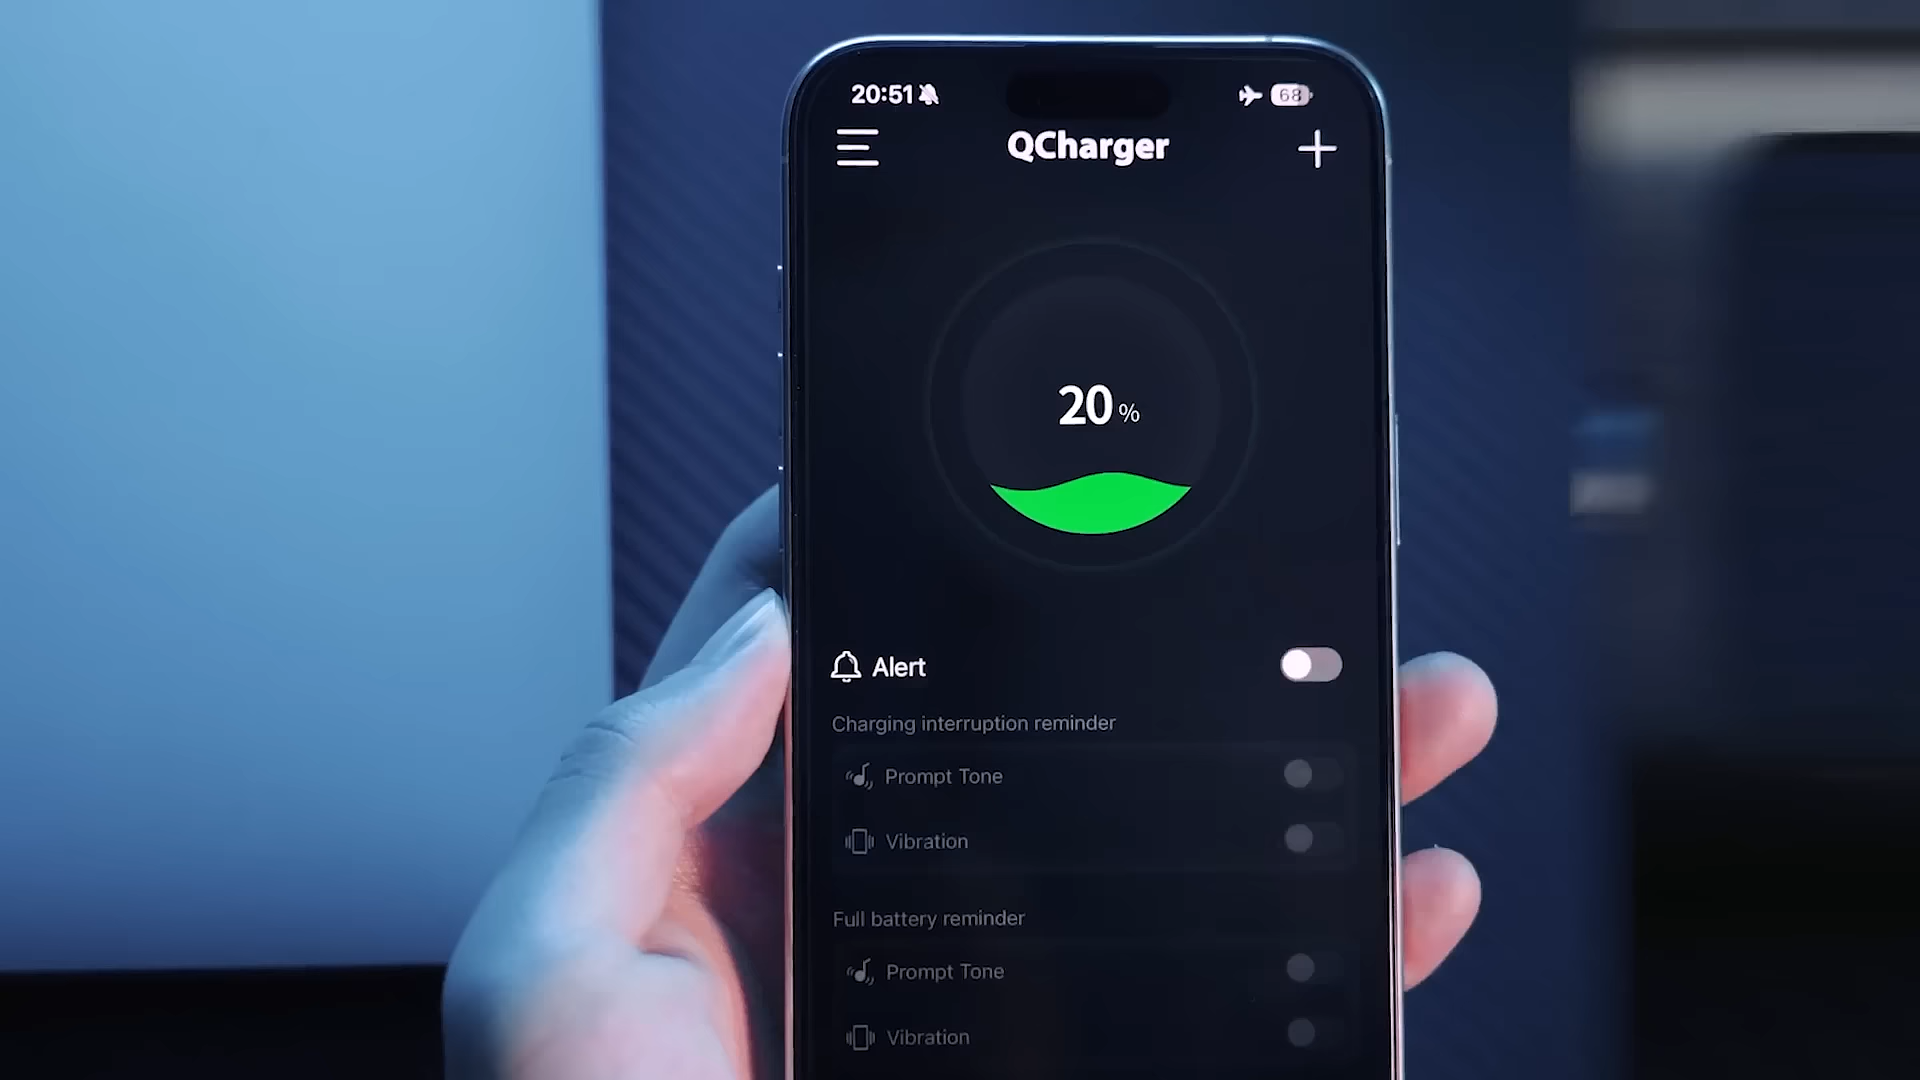 20:51
68
QCharger
20 %
Alert
Charging interruption reminder
Prompt Tone
Vibration
Full battery reminder
Prompt Tone
Vibration